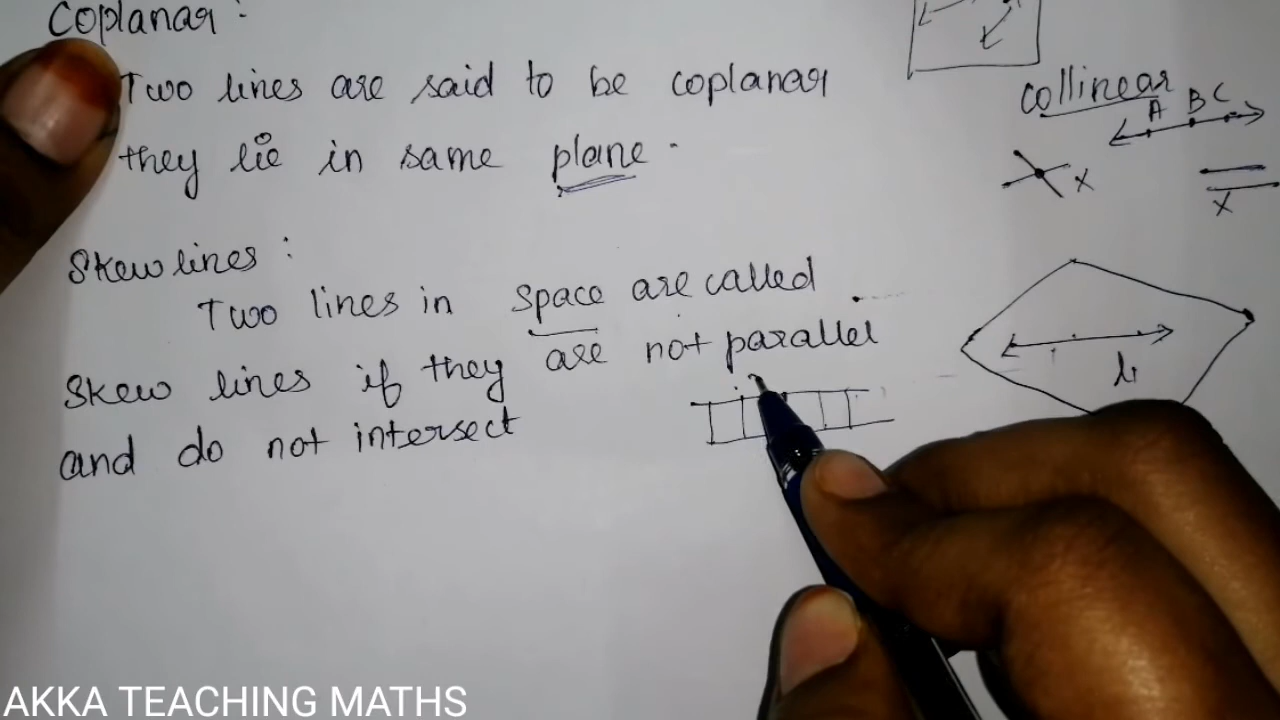 Coplanar :
Two lines are said to be coplanar
they lie in same plane .
Skew lines :
Two lines in space are called
Skew lines if they are not parallel
and do not intersect
collinear
A B C
X
X
l1
AKKA TEACHING MATHS